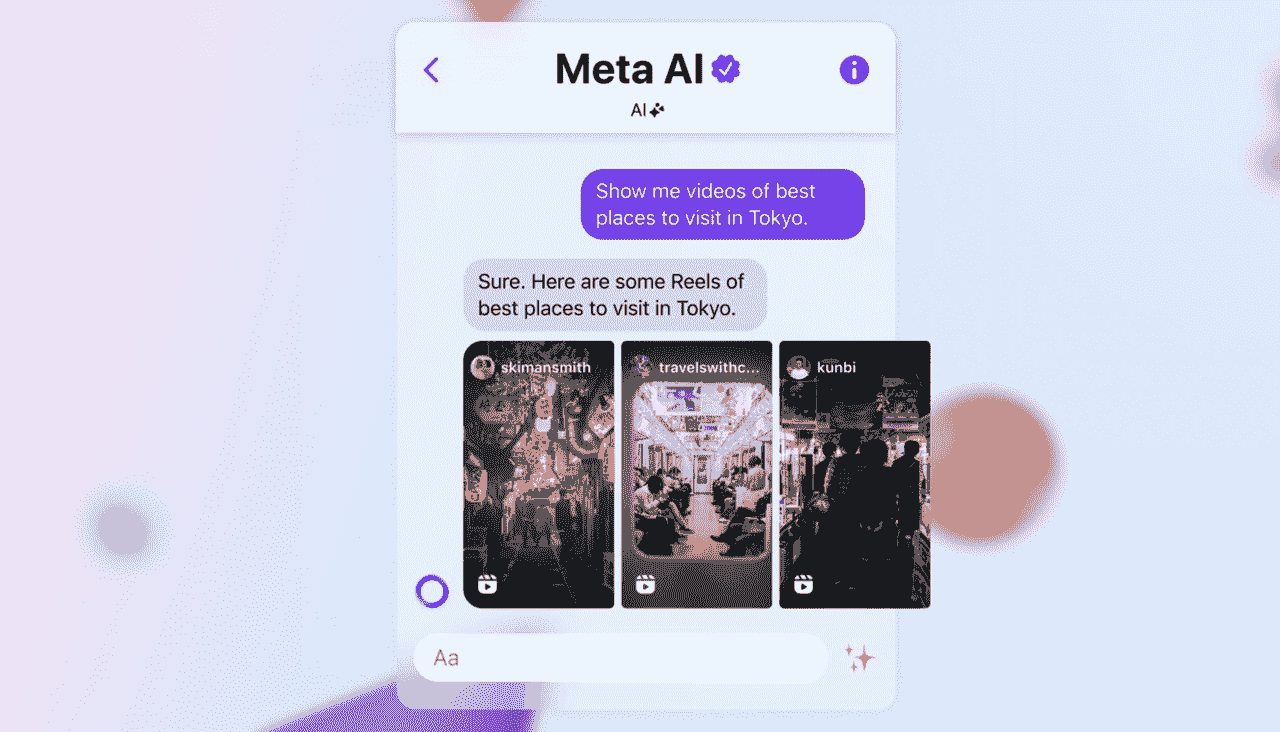 Meta AI
AI
Show me videos of best
places to visit in Tokyo.
Sure. Here are some Reels of
best places to visit in Tokyo.
skimansmith
travelswithc...
kunbi
Aa